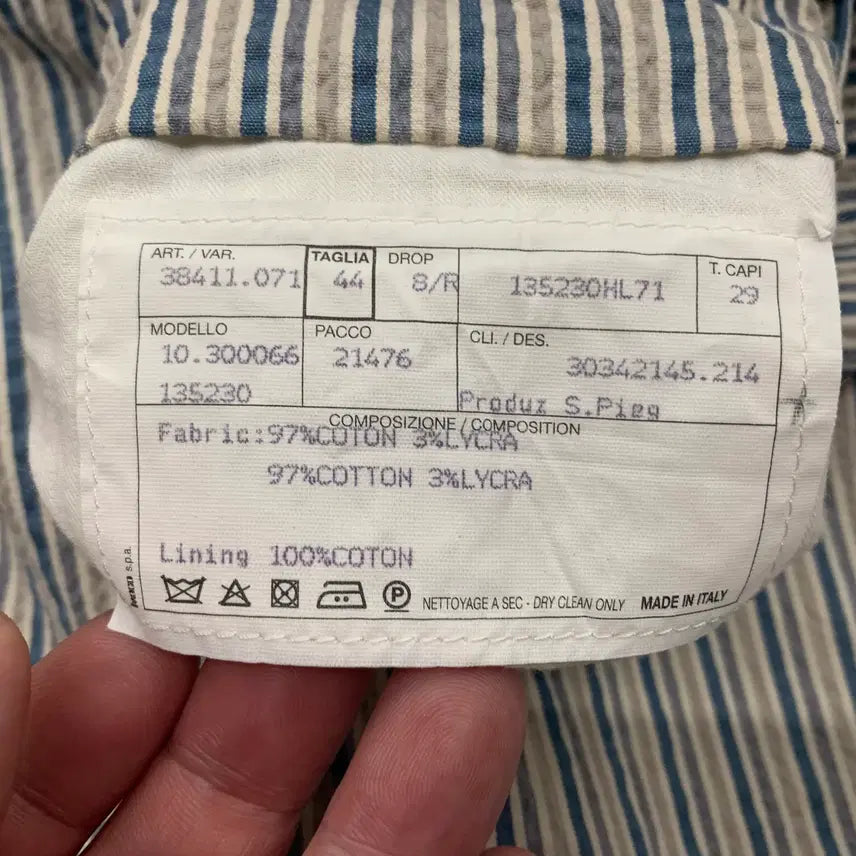 ART. / VAR. TAGLIA DROP T. CAPI
38411.071 44 8/R 135230HL71 29
MODELLO PACCO CLI. / DES.
10.300066 21476 30342145.214
135230 Produz S.Pieg
COMPOSIZIONE / COMPOSITION
Fabric:97%COTON 3%LYCRA
97%COTTON 3%LYCRA
Lining 100%COTON
P NETTOYAGE A SEC - DRY CLEAN ONLY MADE IN ITALY
s.p.a.